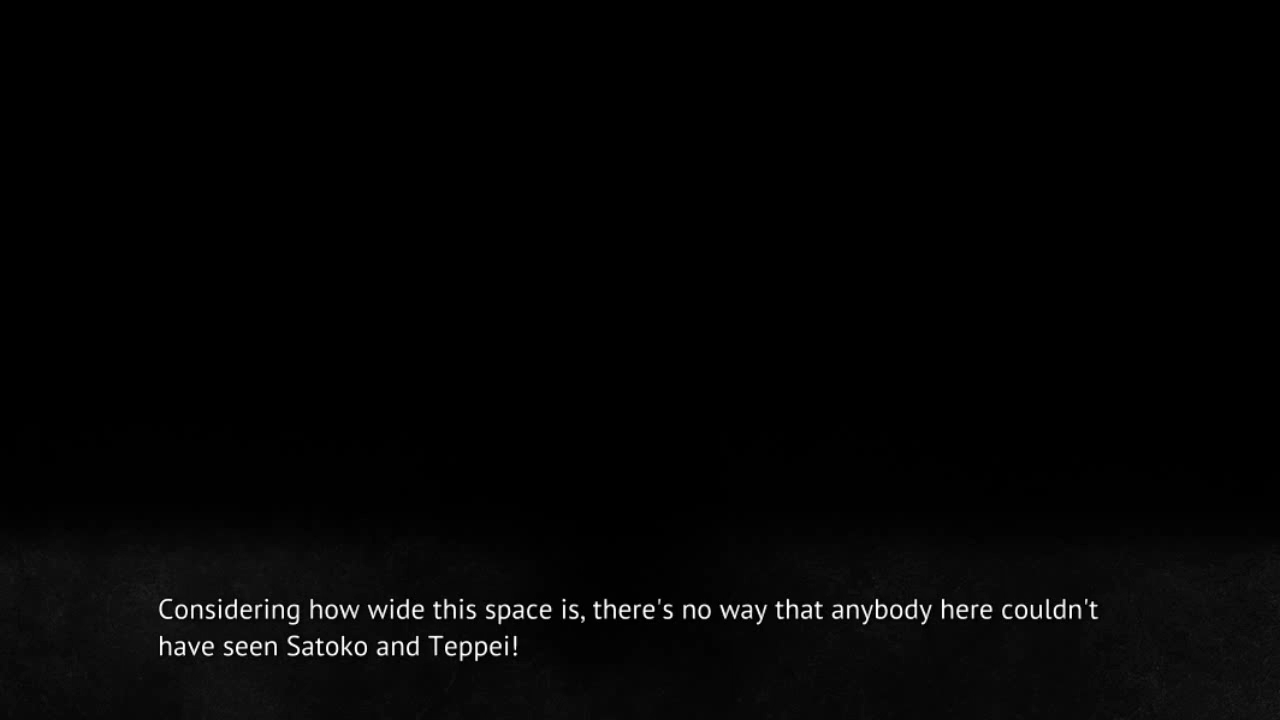 Considering how wide this space is, there's no way that anybody here couldn't
have seen Satoko and Teppei!